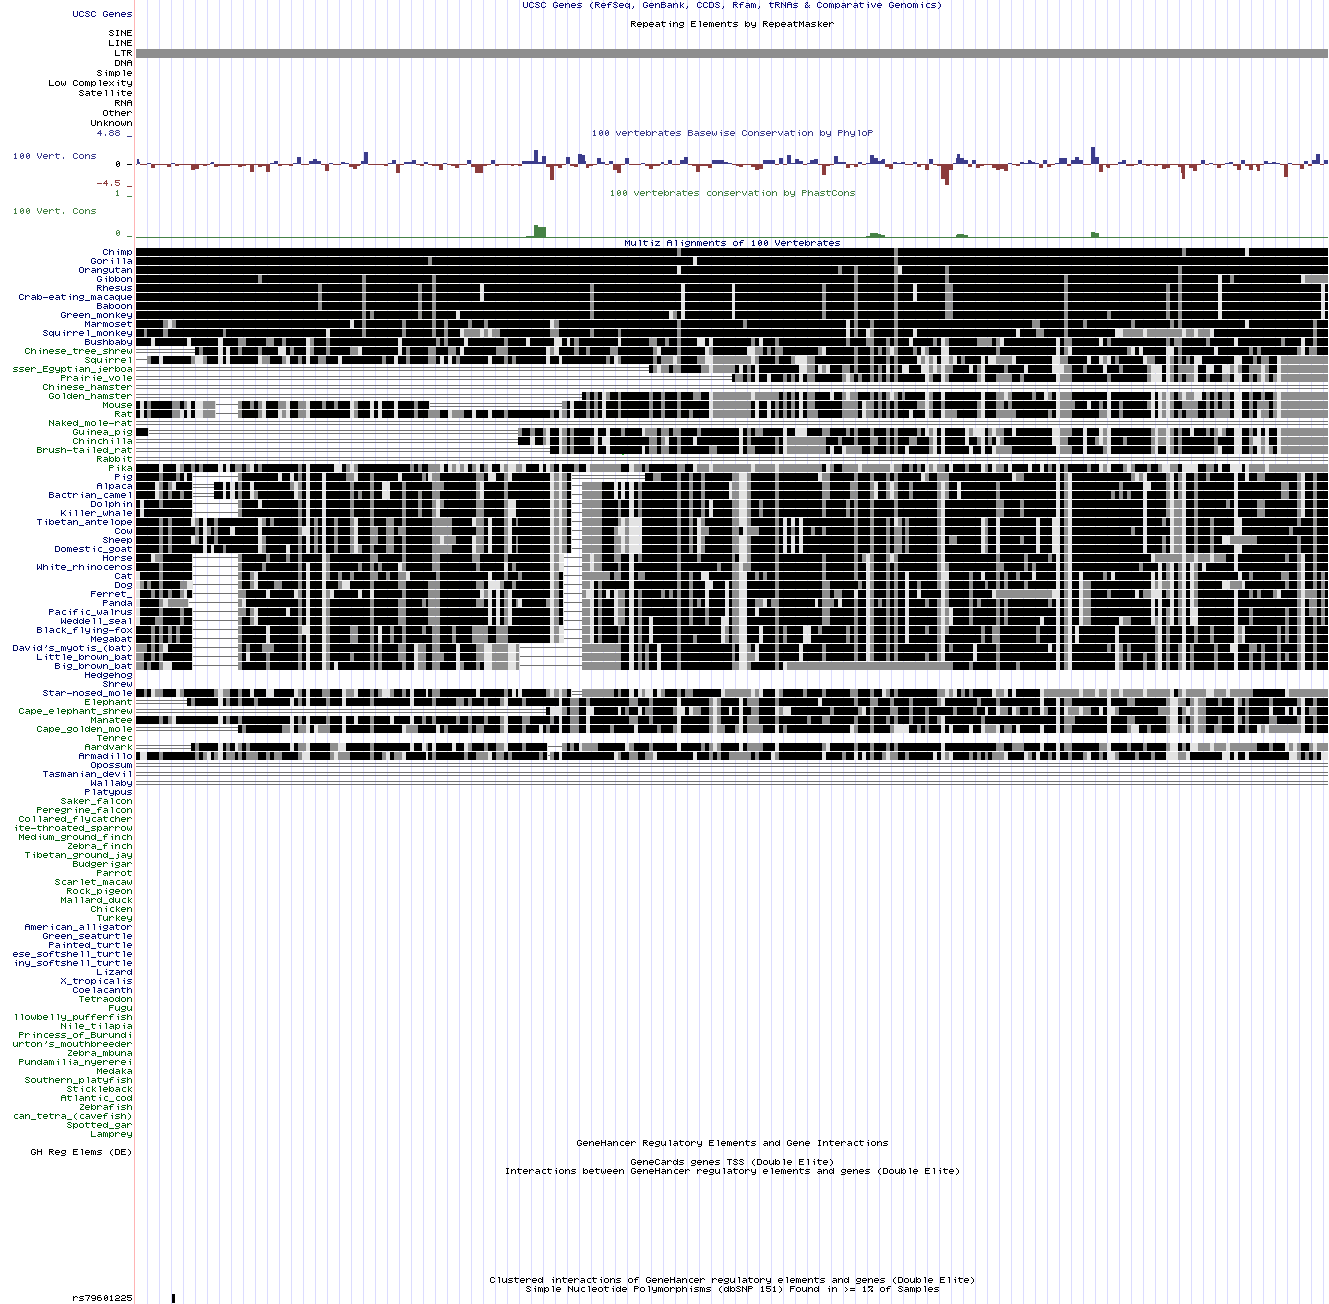 UCSC Genes (RefSeq, GenBank, CCDS, Rfam, tRNAs & Comparative Genomics)
UCSC Genes
Repeating Elements by RepeatMasker
SINE
LINE
LTR
DNA
Simple
Low Complexity
Satellite
RNA
Other
Unknown
100 vertebrates Basewise Conservation by PhyloP
4.88 _
100 Vert. Cons
0 _
-4.5 _
100 vertebrates conservation by PhastCons
1 _
100 Vert. Cons
0 _
Multiz Alignments of 100 Vertebrates
Chimp
Gorilla
Orangutan
Gibbon
Rhesus
Crab-eating_macaque
Baboon
Green_monkey
Marmoset
Squirrel_monkey
Bushbaby
Chinese_tree_shrew
Squirrel
sser_Egyptian_jerboa
Prairie_vole
Chinese_hamster
Golden_hamster
Mouse
Rat
Naked_mole-rat
Guinea_pig
Chinchilla
Brush-tailed_rat
Rabbit
Pika
Pig
Alpaca
Bactrian_camel
Dolphin
Killer_whale
Tibetan_antelope
Cow
Sheep
Domestic_goat
Horse
White_rhinoceros
Cat
Dog
Ferret_
Panda
Pacific_walrus
Weddell_seal
Black_flying-fox
Megabat
David's_myotis_(bat)
Little_brown_bat
Big_brown_bat
Hedgehog
Shrew
Star-nosed_mole
Elephant
Cape_elephant_shrew
Manatee
Cape_golden_mole
Tenrec
Aardvark
Armadillo
Opossum
Tasmanian_devil
Wallaby
Platypus
Saker_falcon
Peregrine_falcon
Collared_flycatcher
ite-throated_sparrow
Medium_ground_finch
Zebra_finch
Tibetan_ground_jay
Budgerigar
Parrot
Scarlet_macaw
Rock_pigeon
Mallard_duck
Chicken
Turkey
American_alligator
Green_seaturtle
Painted_turtle
ese_softshell_turtle
iny_softshell_turtle
Lizard
X_tropicalis
Coelacanth
Tetraodon
Fugu
llowbelly_pufferfish
Nile_tilapia
Princess_of_Burundi
urton's_mouthbreeder
Zebra_mbuna
Pundamilia_nyererei
Medaka
Southern_platyfish
Stickleback
Atlantic_cod
Zebrafish
can_tetra_(cavefish)
Spotted_gar
Lamprey
GeneHancer Regulatory Elements and Gene Interactions
GH Reg Elems (DE)
GeneCards genes TSS (Double Elite)
Interactions between GeneHancer regulatory elements and genes (Double Elite)
Clustered interactions of GeneHancer regulatory elements and genes (Double Elite)
Simple Nucleotide Polymorphisms (dbSNP 151) Found in >= 1% of Samples
rs79601225